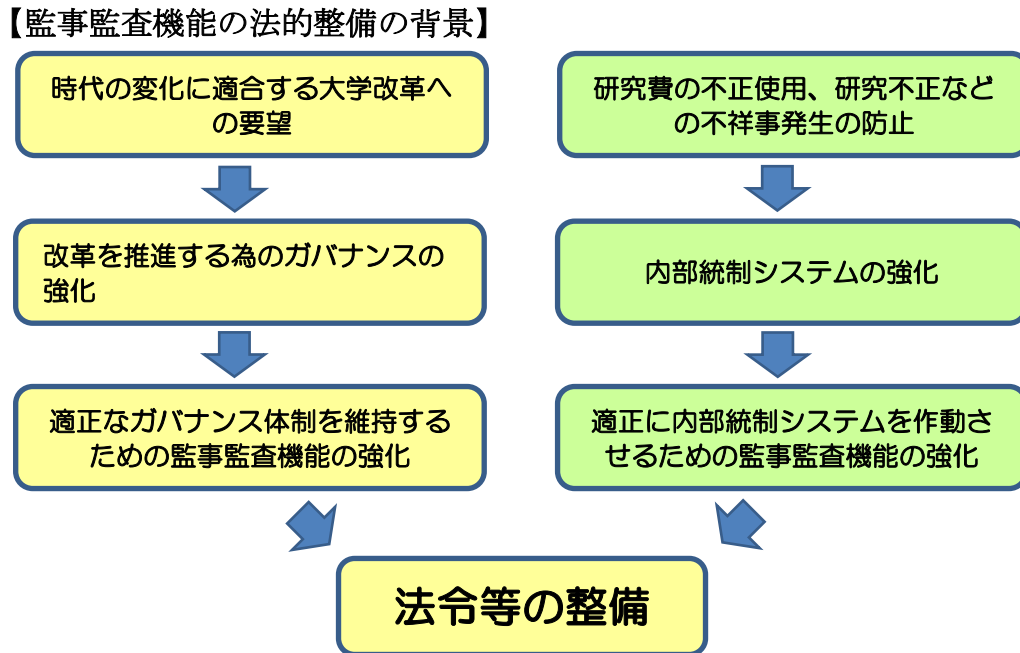 【監事監査機能の法的整備の背景】
時代の変化に適合する大学改革へ
の要望
改革を推進する為のガバナンスの
強化
適正なガバナンス体制を維持する
ための監事監査機能の強化
研究費の不正使用、研究不正など
の不祥事発生の防止
内部統制システムの強化
適正に内部統制システムを作動さ
せるための監事監査機能の強化
法令等の整備